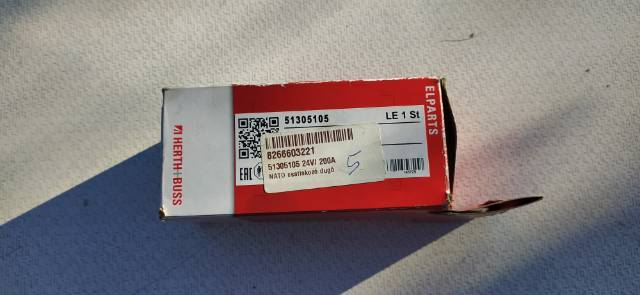 HERTH+BUSS
ELPARTS
51305105 LE 1 St
EAC
8266603221
51305105 24V/ 200A
NATO csatlakozó dugó
5